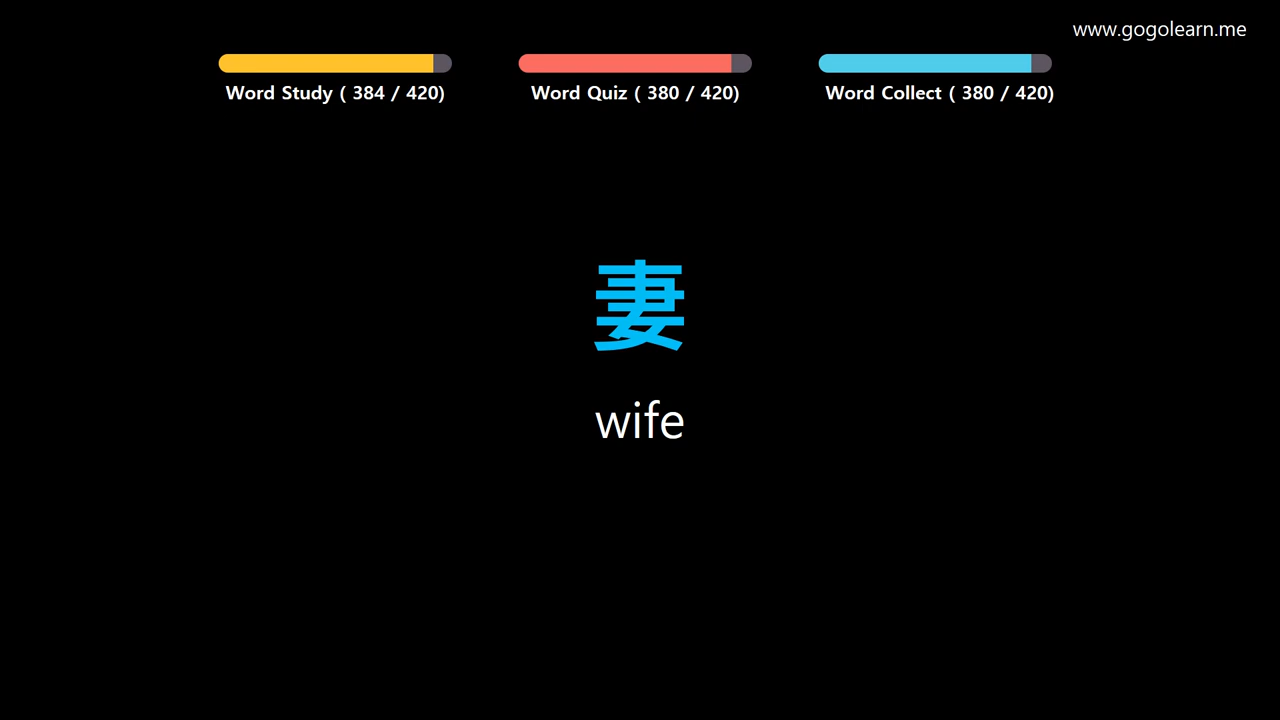 www.gogolearn.me
Word Study ( 384 / 420)
Word Quiz ( 380 / 420)
Word Collect ( 380 / 420)
妻
wife